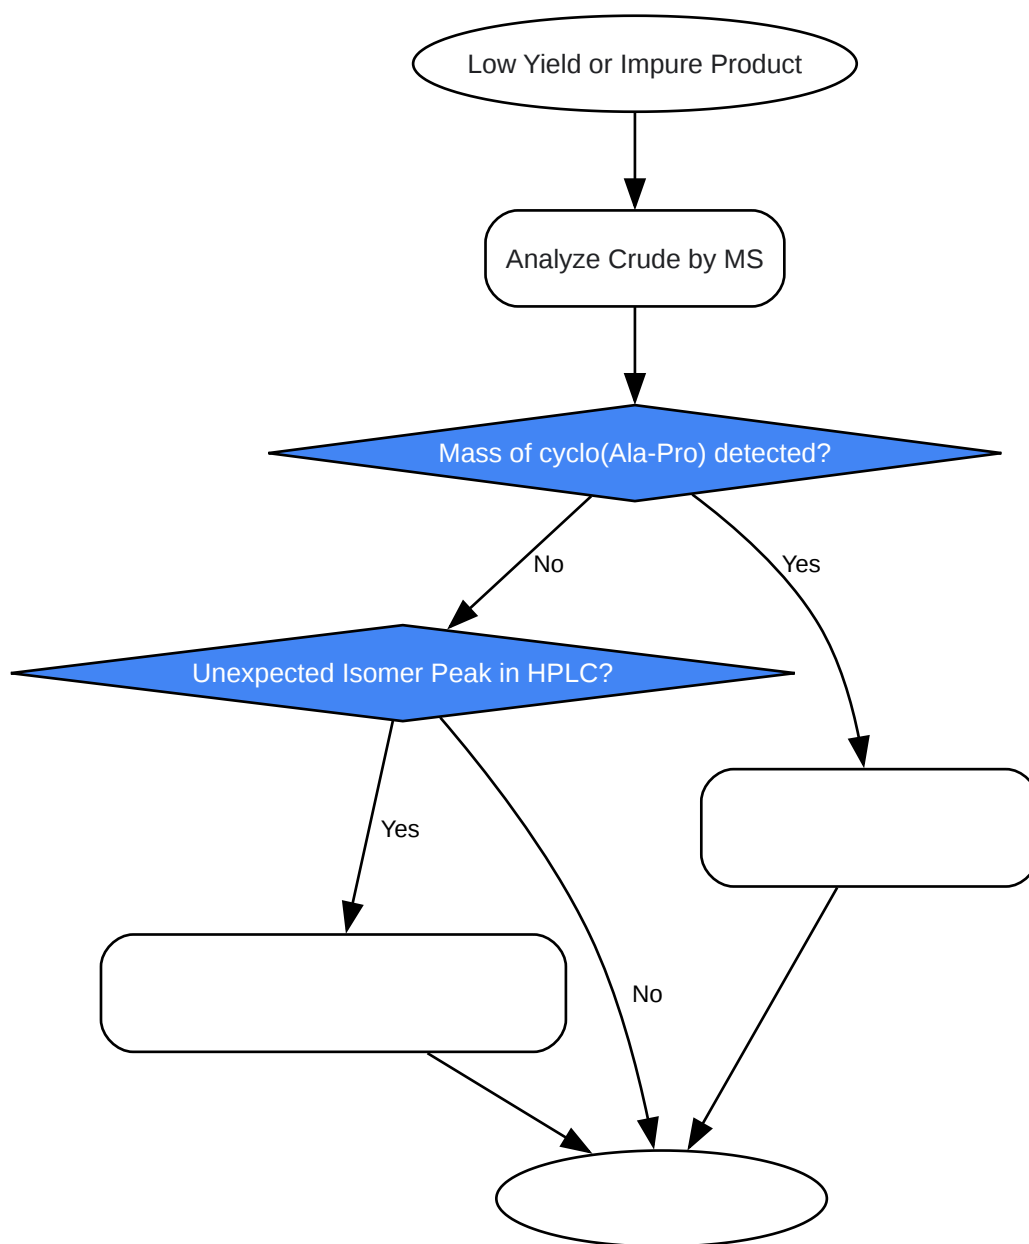 Low Yield or Impure Product
Analyze Crude by MS
Mass of cyclo(Ala-Pro) detected?
No
Yes
Unexpected Isomer Peak in HPLC?
Yes
No